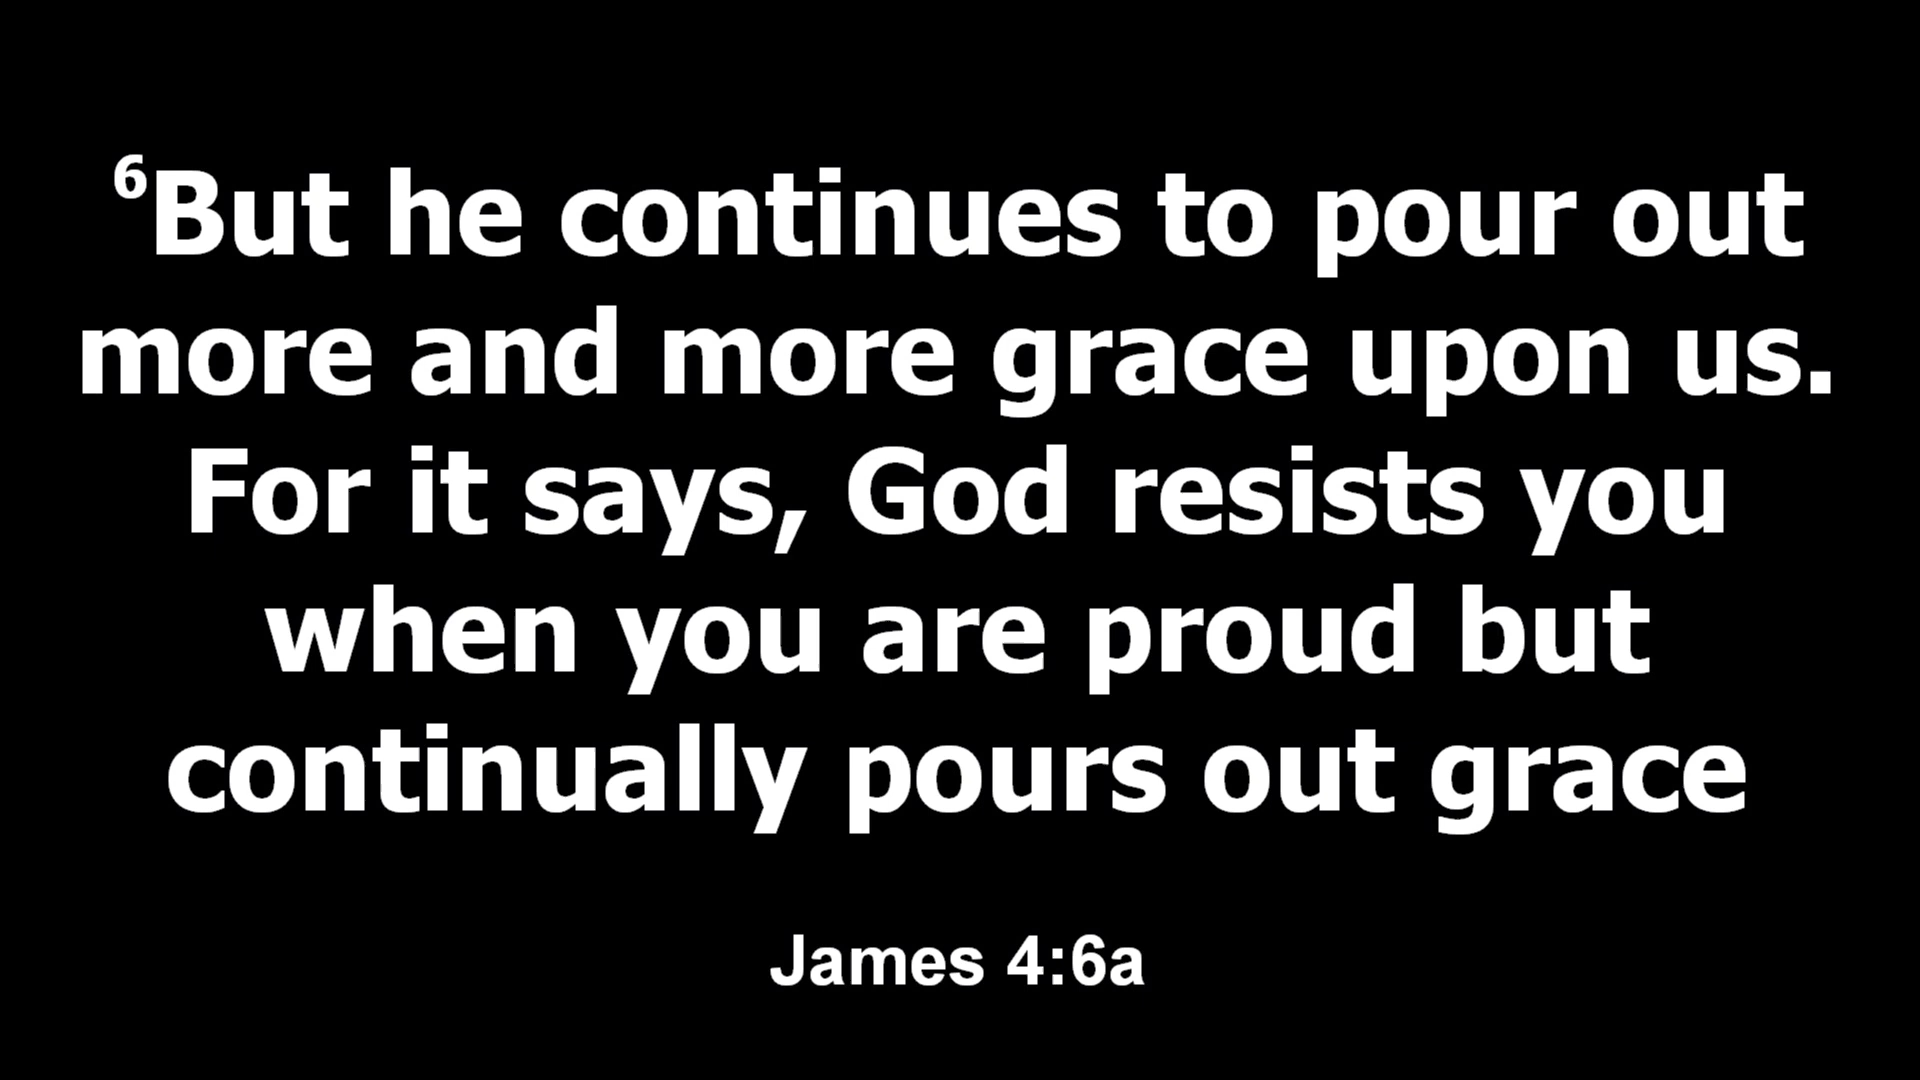 ⁶But he continues to pour out
more and more grace upon us.
For it says, God resists you
when you are proud but
continually pours out grace
James 4:6a